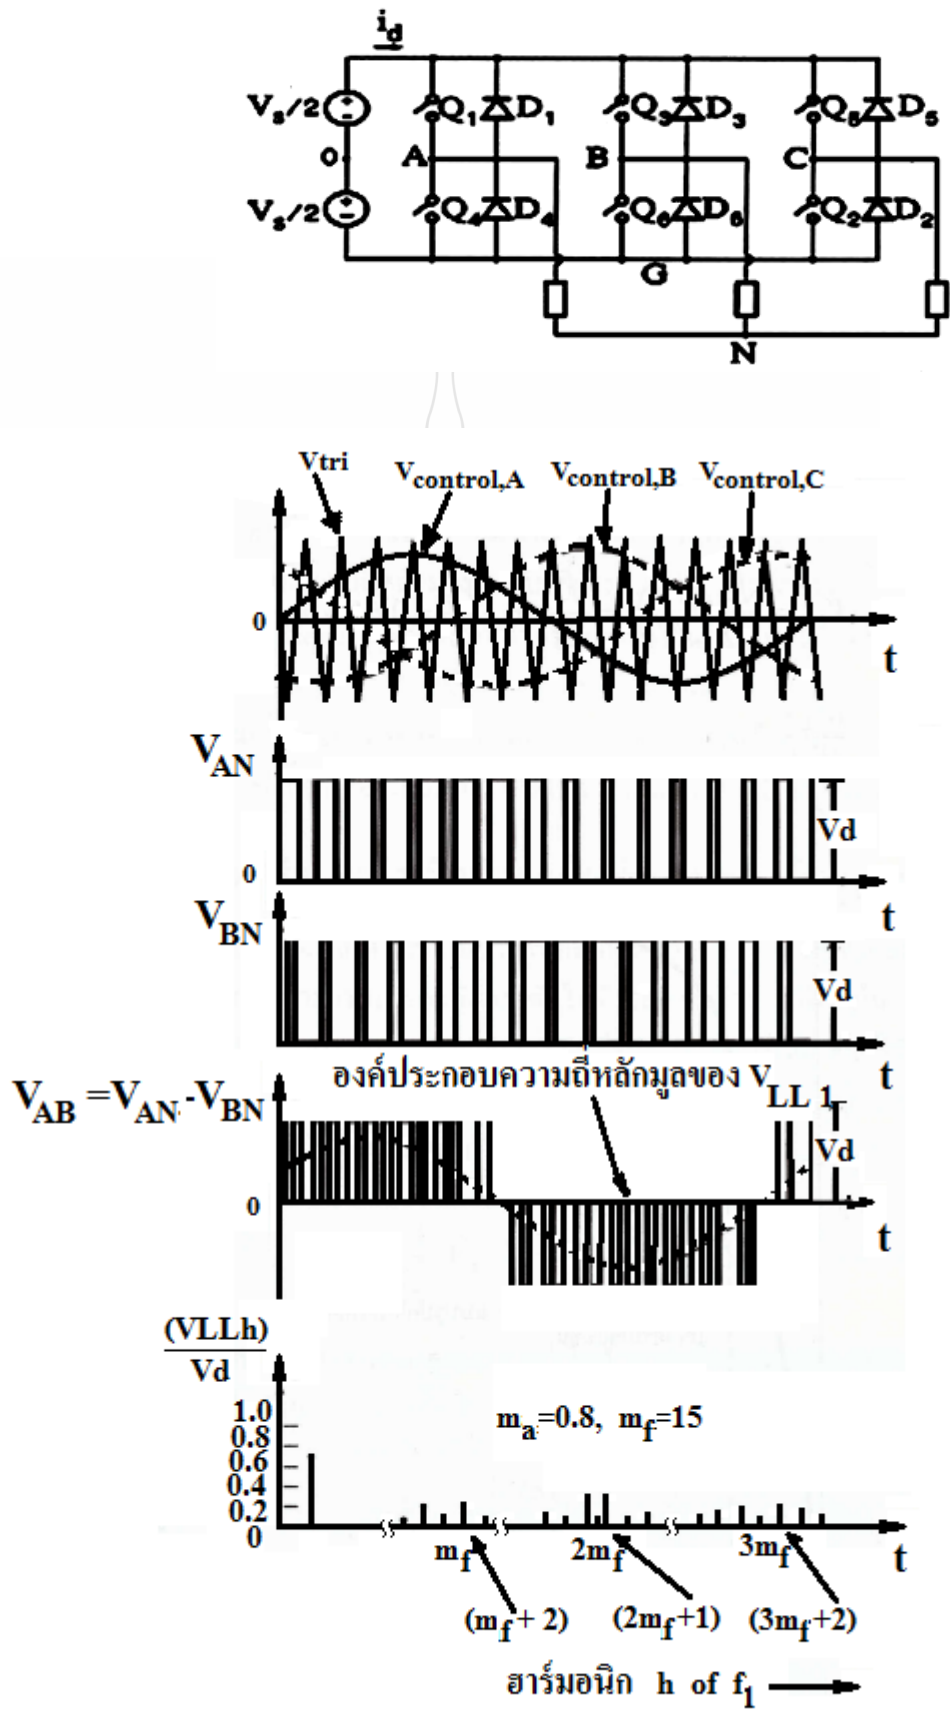 i_d
V_s/2 Q_1 D_1 Q_3 D_3 Q_5 D_5
0 A B C
V_s/2 Q_4 D_4 Q_6 D_6 Q_2 D_2
G
N
Vtri V_control,A V_control,B V_control,C
0
t
V_AN
Vd
0
t
V_BN
Vd
t
องค์ประกอบความถี่หลักมูลของ V_LL 1
V_AB =V_AN - V_BN
Vd
0
t
(VLLh)
Vd
1.0
0.8
0.6
0.4
0.2
0
m_a=0.8, m_f=15
m_f 2m_f 3m_f t
(m_f + 2) (2m_f+1) (3m_f+2)
ฮาร์มอนิก h of f_1